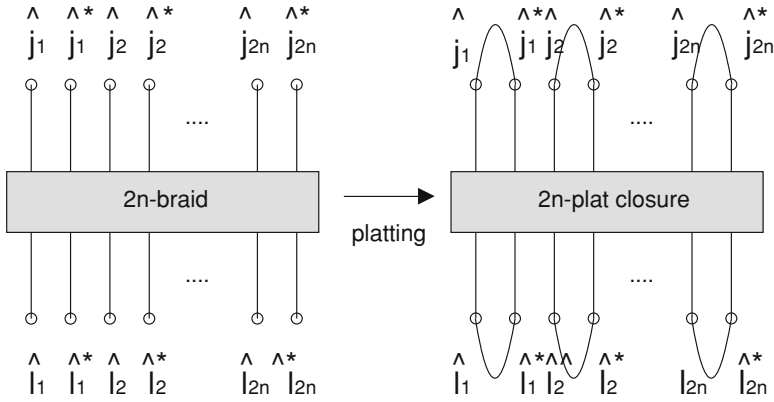 ^ ^* ^ ^* ^ ^* ^ ^* ^ ^* ^ ^*
j1 j1 j2 j2 j2n j2n j1 j1 j2 j2 j2n j2n
.... ....
2n-braid 2n-plat closure
platting
.... ....
^ ^* ^ ^* ^ ^* ^ ^*^^ ^* ^*
l1 l1 l2 l2 l2n l2n l1 l1 l2 l2 l2n l2n